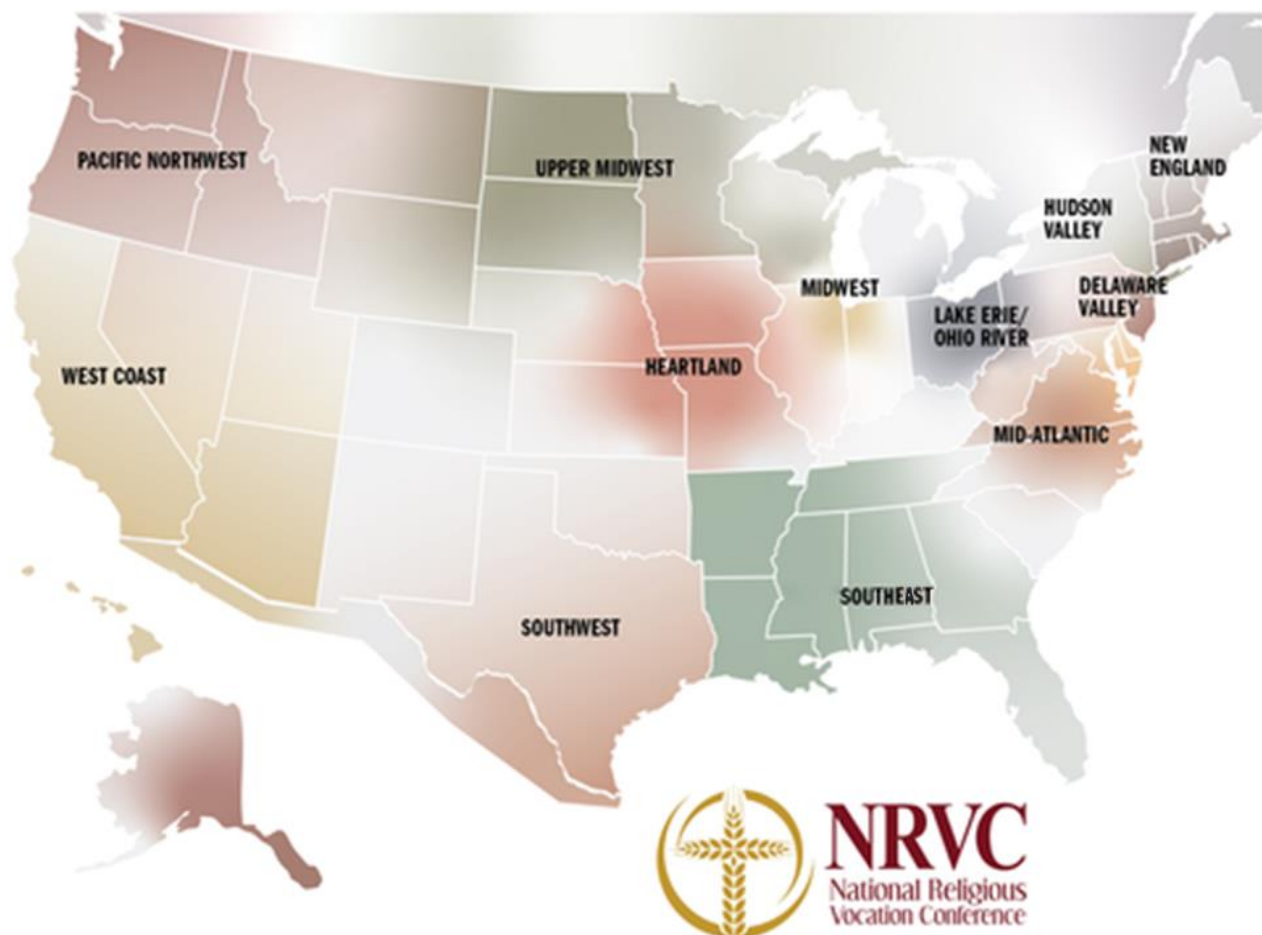 PACIFIC NORTHWEST
UPPER MIDWEST
NEW
ENGLAND
HUDSON
VALLEY
MIDWEST
DELAWARE
VALLEY
LAKE ERIE/
OHIO RIVER
WEST COAST
HEARTLAND
MID-ATLANTIC
SOUTHEAST
SOUTHWEST
NRVC
National Religious
Vocation Conference